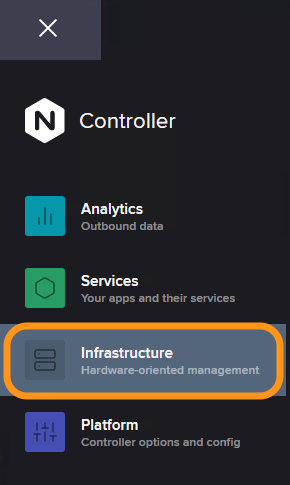 N Controller
Analytics
Outbound data
Services
Your apps and their services
Infrastructure
Hardware-oriented management
Platform
Controller options and config